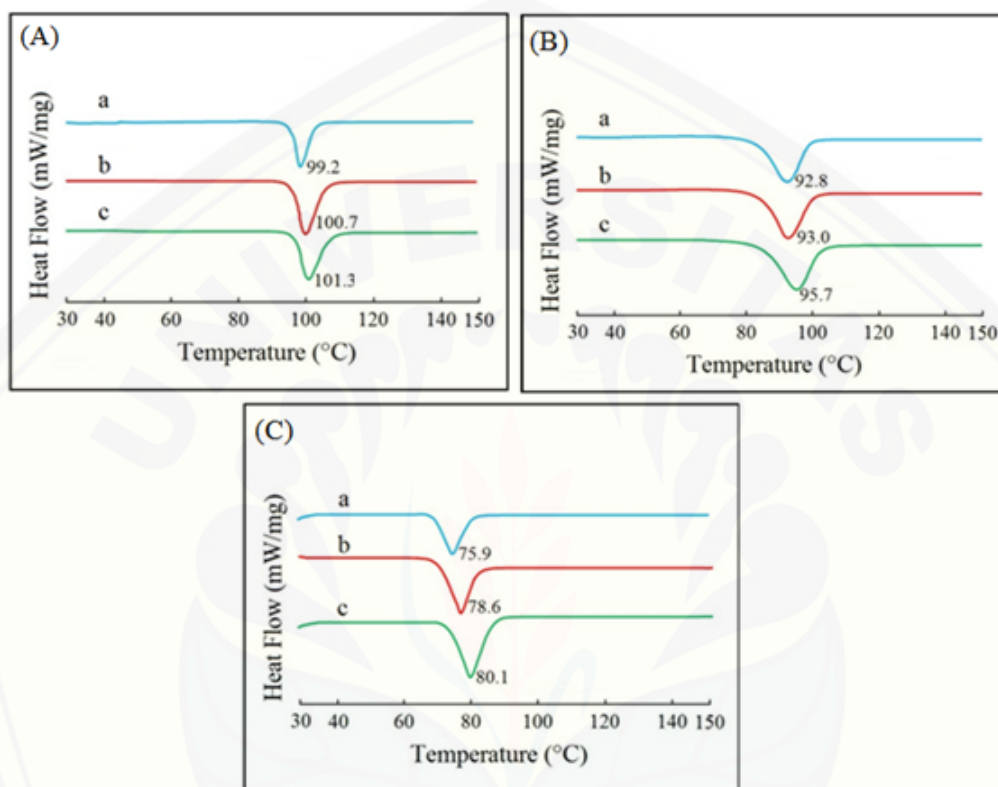 (A)
Heat Flow (mW/mg)
a
99.2
b
100.7
c
101.3
30 40 60 80 100 120 140 150
Temperature (°C)
(B)
Heat Flow (mW/mg)
a
92.8
b
93.0
c
95.7
30 40 60 80 100 120 150
Temperature (°C)
(C)
Heat Flow (mW/mg)
a
75.9
b
78.6
c
80.1
30 40 60 80 100 120 140 150
Temperature (°C)
UNIVERSITAS